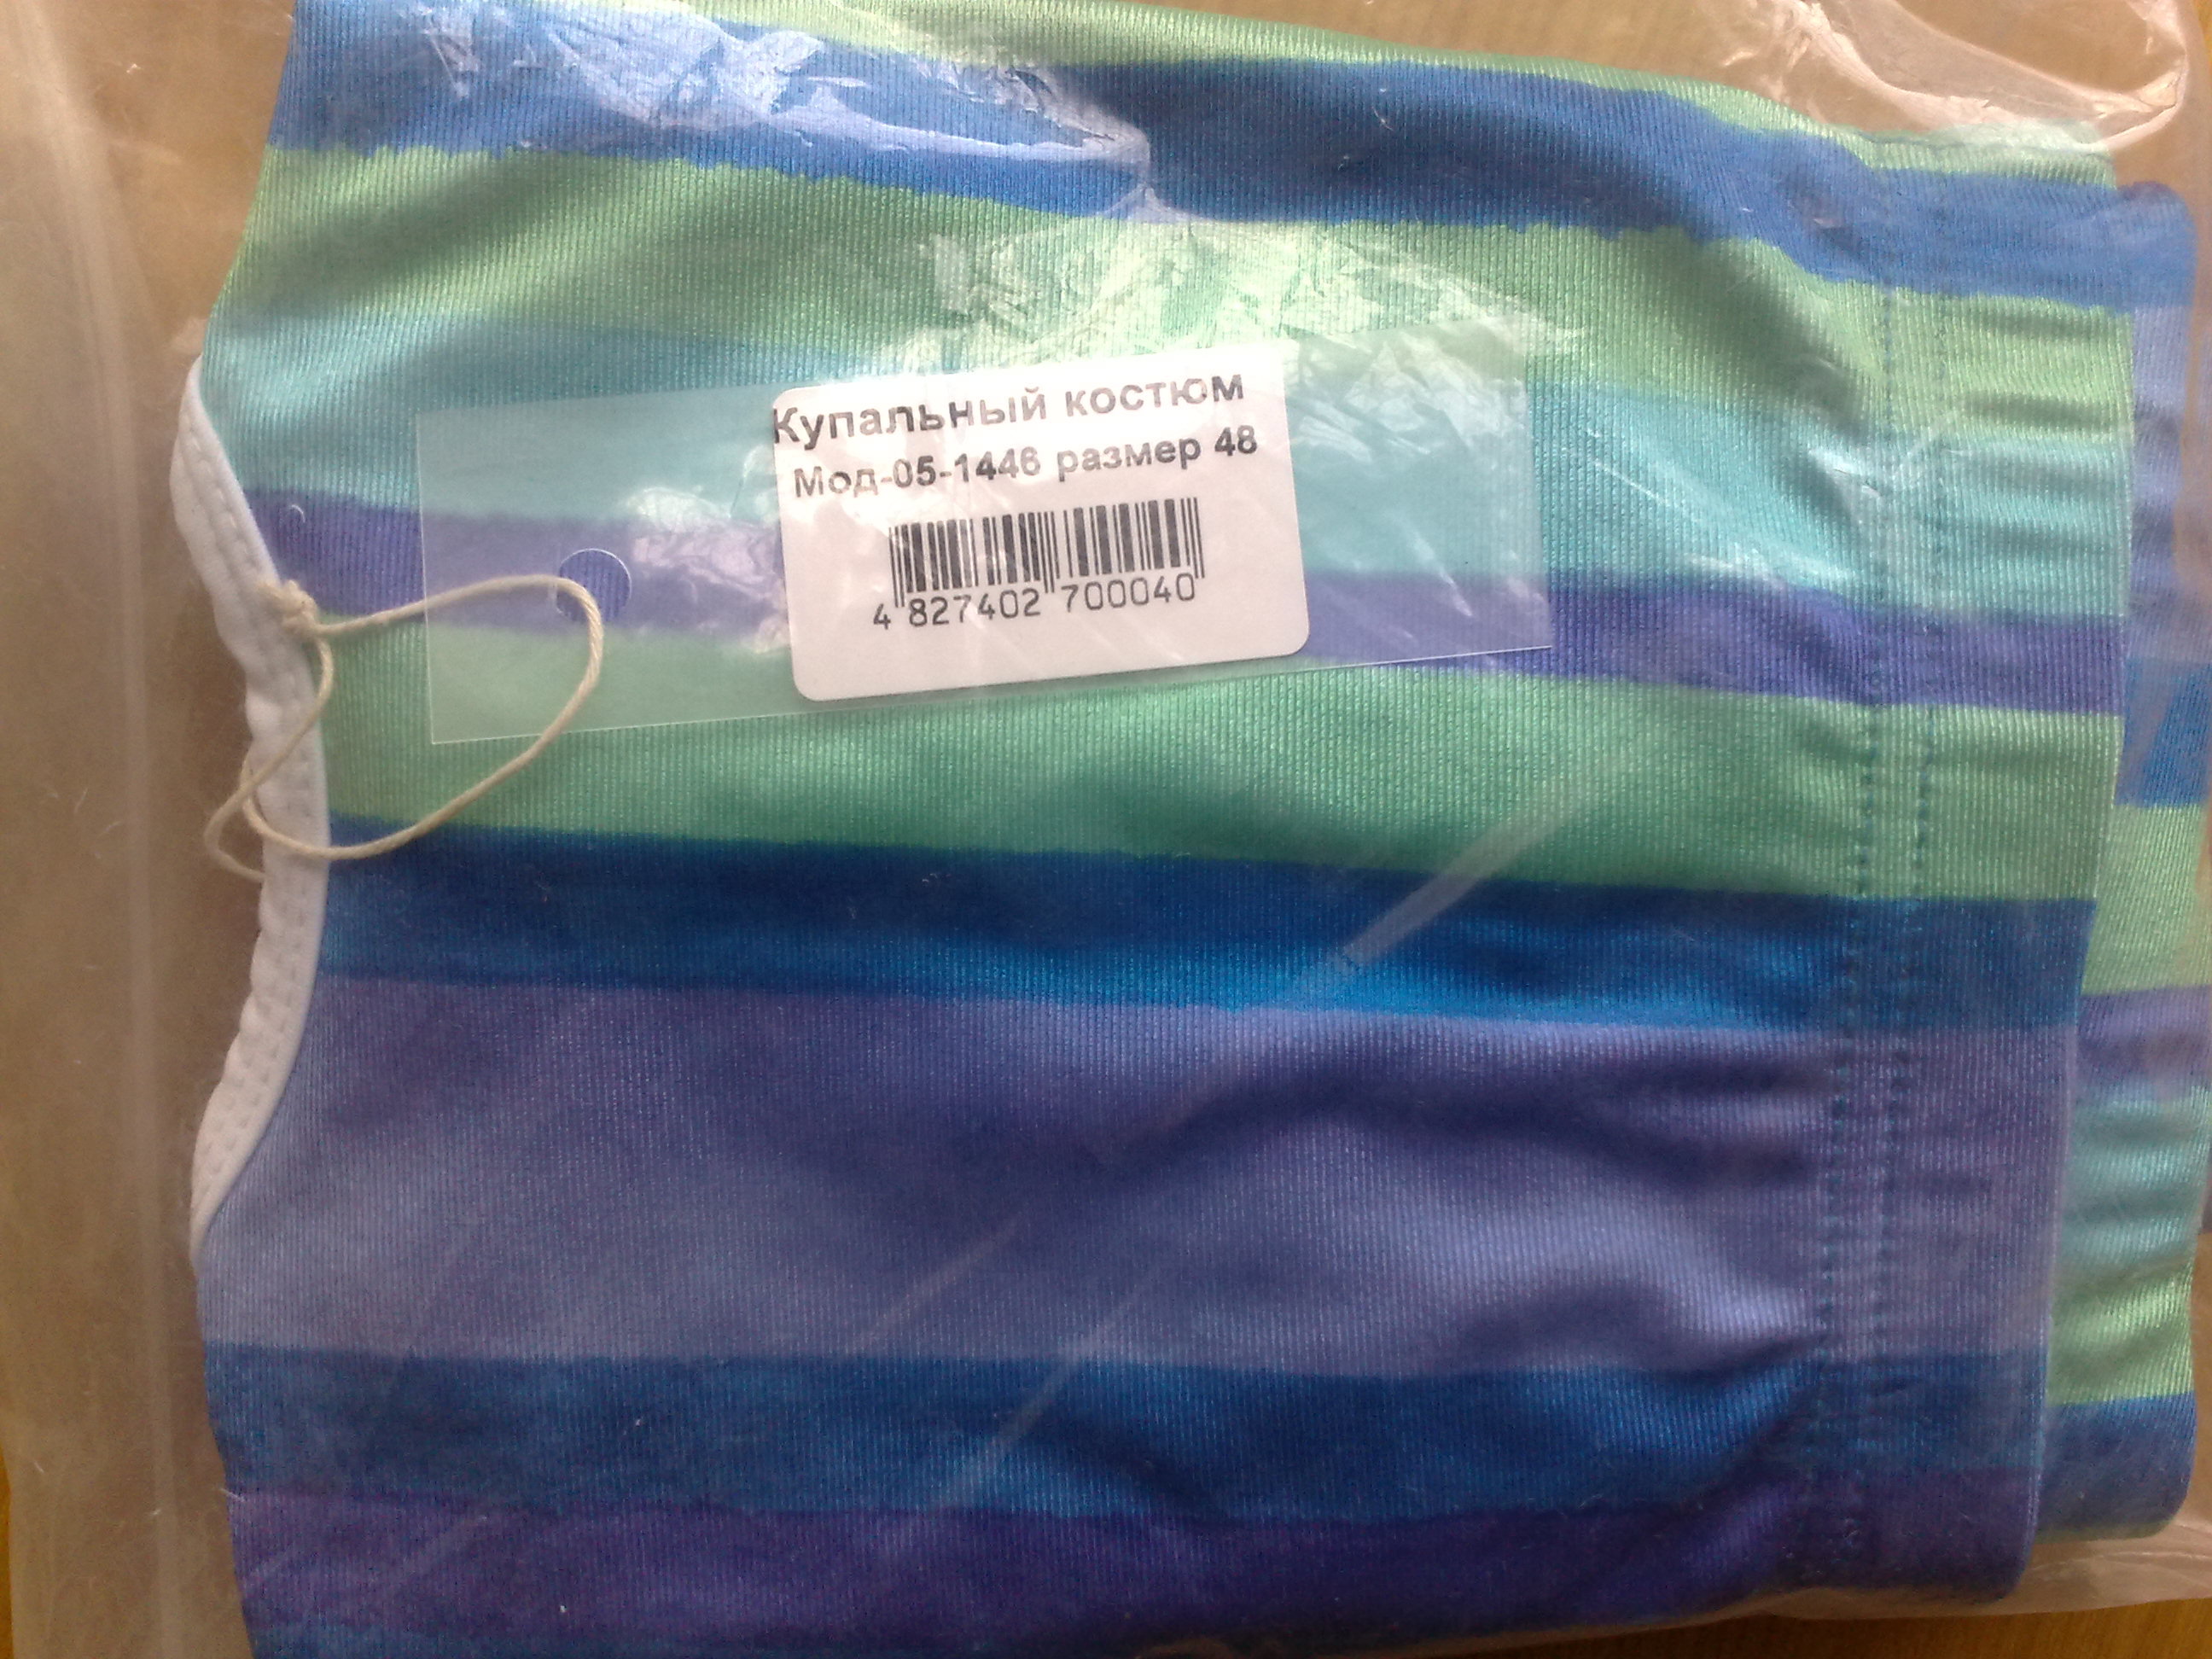 Купальный костюм
Мод-05-1446 размер 48
4 827402 700040